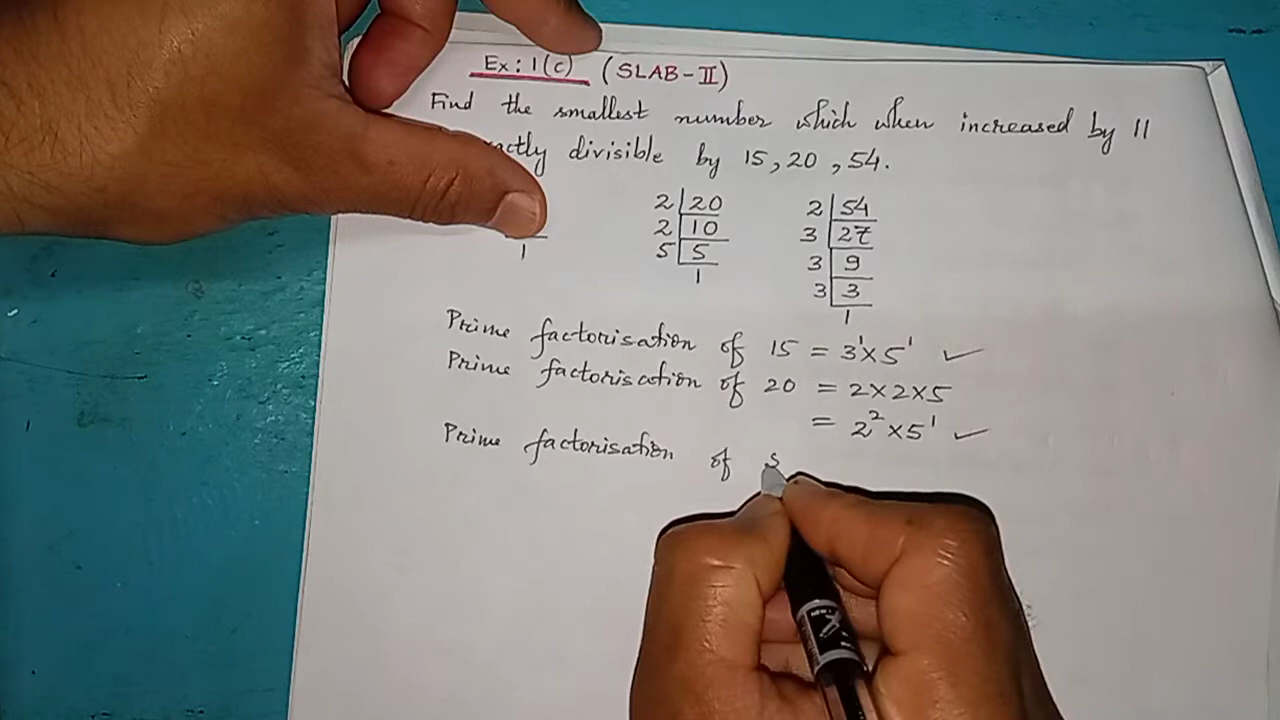 Ex: 1(c) (SLAB-II)
Find the smallest number which when increased by 11
actly divisible by 15, 20, 54.
2 | 20 2 | 54
2 | 10 3 | 27
5 | 5 3 | 9
1 1 3 | 3
1
Prime factorisation of 15 = 3¹×5¹ ✓
Prime factorisation of 20 = 2×2×5
= 2²×5¹ ✓
Prime factorisation of 5